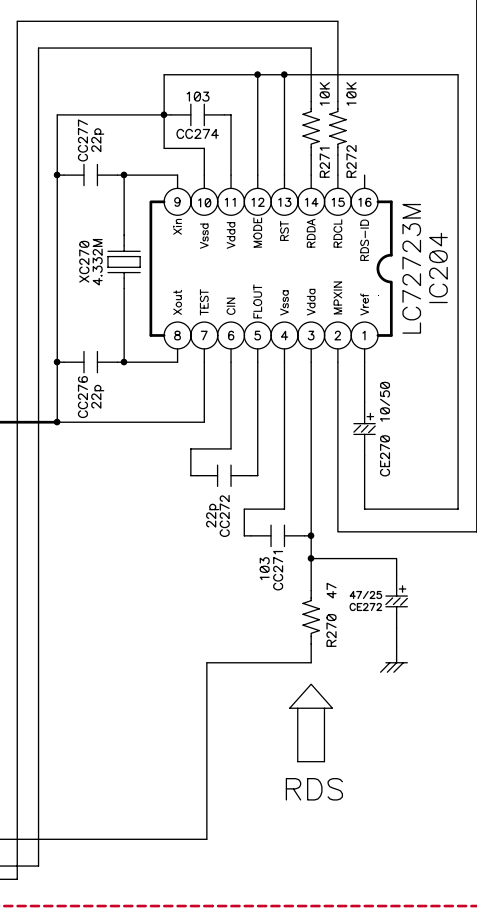 103
CC274
10K
10K
R271
R272
CC277
22p
XC270
4.332M
CC276
22p
9
10
11
12
13
14
15
16
Xin
Vssd
Vddd
MODE
RST
RDDA
RDCL
RDS-ID
LC72723M
IC204
Xout
TEST
CIN
FLOUT
Vssa
Vdda
MPXIN
Vref
8
7
6
5
4
3
2
1
+
10/50
CE270
22p
CC272
103
CC271
47
R270
47/25
CE272
+
RDS